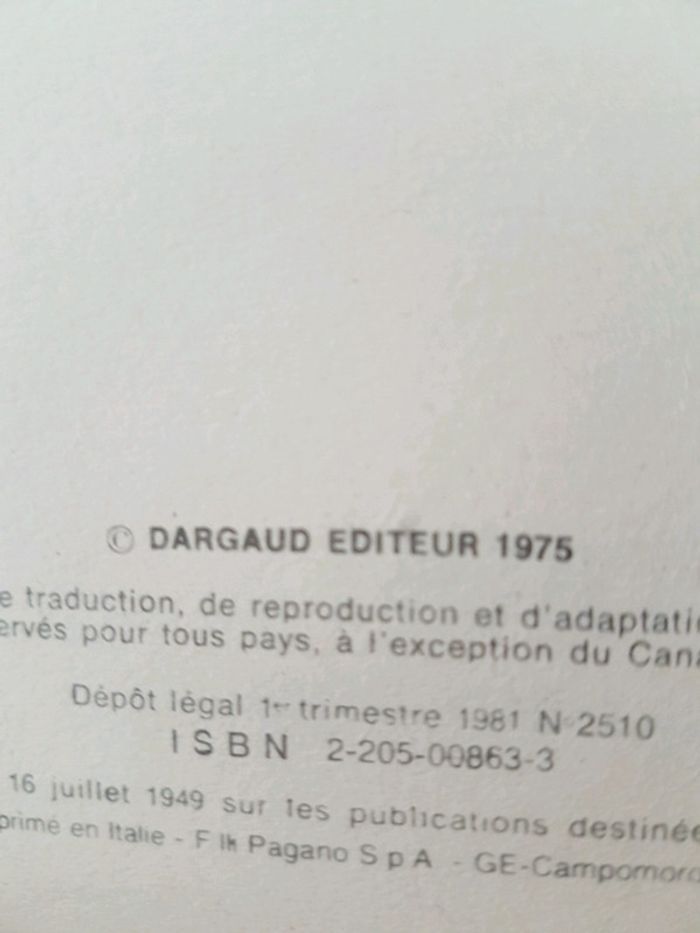 © DARGAUD EDITEUR 1975
e traduction, de reproduction et d'adaptati
ervés pour tous pays, à l'exception du Can
Dépôt légal 1er trimestre 1981 N 2510
ISBN 2-205-00863-3
16 juillet 1949 sur les publications destinée
primé en Italie - F lli Pagano S p A - GE-Campomor